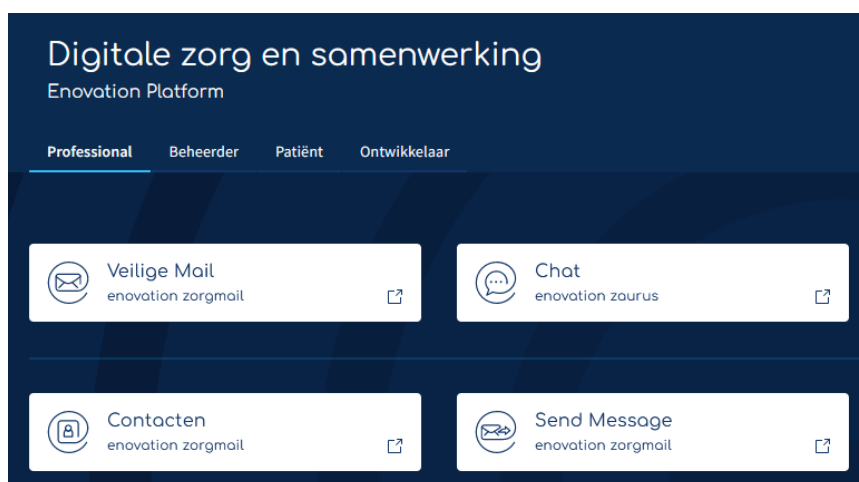 Digitale zorg en samenwerking
Enovation Platform
Professional Beheerder Patiënt Ontwikkelaar
Veilige Mail
enovation zorgmail
Chat
enovation zaurus
Contacten
enovation zorgmail
Send Message
enovation zorgmail